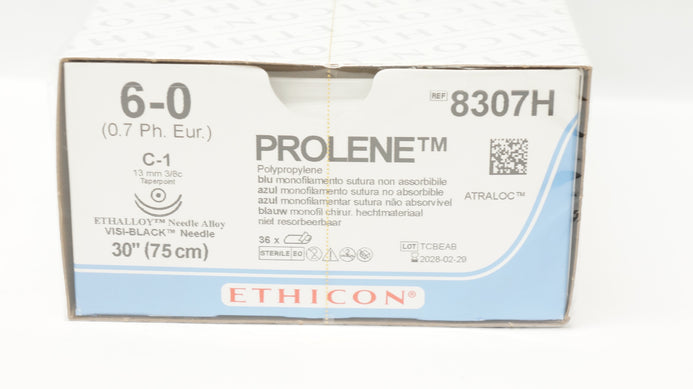 6-0
(0.7 Ph. Eur.)
C-1
13 mm 3/8c
Taperpoint
ETHALLOY™ Needle Alloy
VISI-BLACK™ Needle
30" (75 cm)
REF 8307H
PROLENE™
Polypropylene
blu monofilamento sutura non assorbibile
azul monofilamento sutura no absorbible
azul monofilamentar sutura não absorvível
blauw monofil chirur. hechtmateriaal
niet resorbeerbaar
ATRALOC™
36 x
STERILE EO
LOT TCBEAB
2028-02-29
ETHICON®